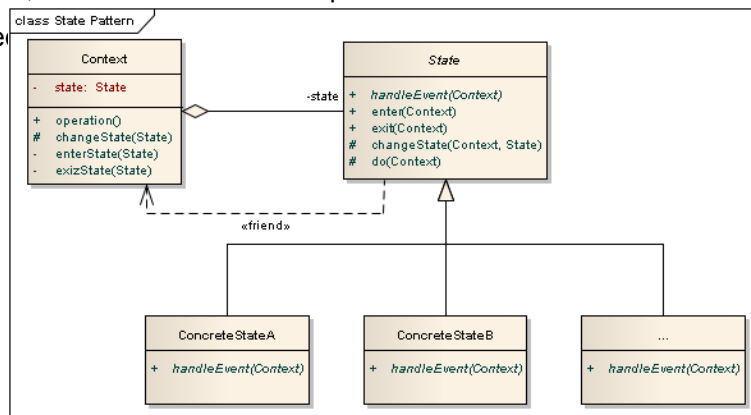 class State Pattern
Context
- state: State
+ operation()
# changeState(State)
- enterState(State)
- exizState(State)
-state
State
+ handleEvent(Context)
+ enter(Context)
+ exit(Context)
# changeState(Context, State)
# do(Context)
«friend»
ConcreteStateA
+ handleEvent(Context)
ConcreteStateB
+ handleEvent(Context)
...
+ handleEvent(Context)